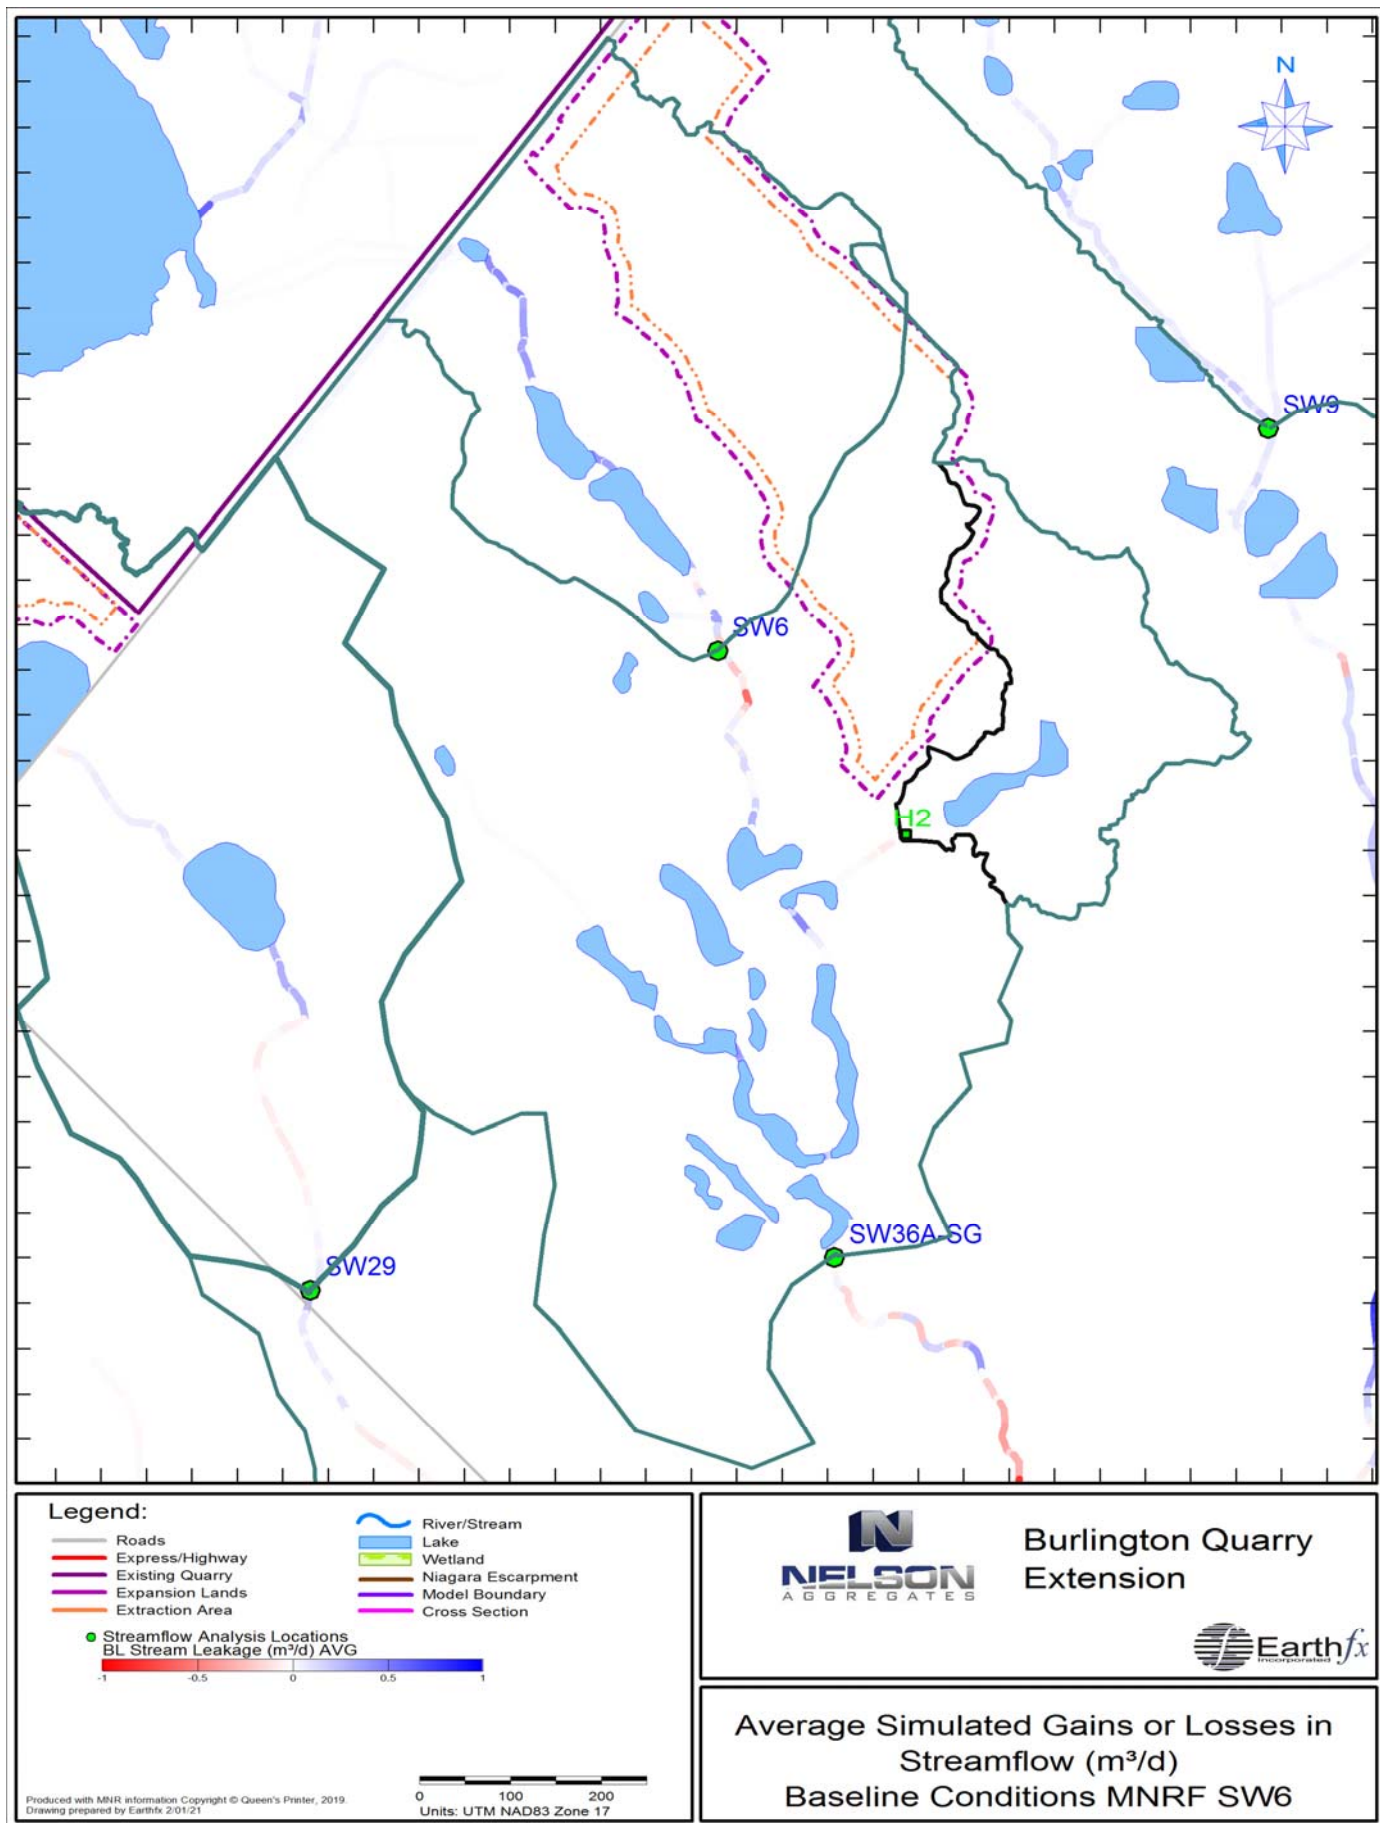 N
SW9
SW6
H2
SW36A-SG
SW29
Legend:
Roads
Express/Highway
Existing Quarry
Expansion Lands
Extraction Area
River/Stream
Lake
Wetland
Niagara Escarpment
Model Boundary
Cross Section
Streamflow Analysis Locations
BL Stream Leakage (m³/d) AVG
-1 -0.5 0 0.5 1
Produced with MNR information Copyright © Queen's Printer, 2019.
Drawing prepared by Earthfx 2/01/21
0 100 200
Units: UTM NAD83 Zone 17
N
NELSON
AGGREGATES
Burlington Quarry
Extension
Earthfx
Incorporated
Average Simulated Gains or Losses in
Streamflow (m³/d)
Baseline Conditions MNRF SW6